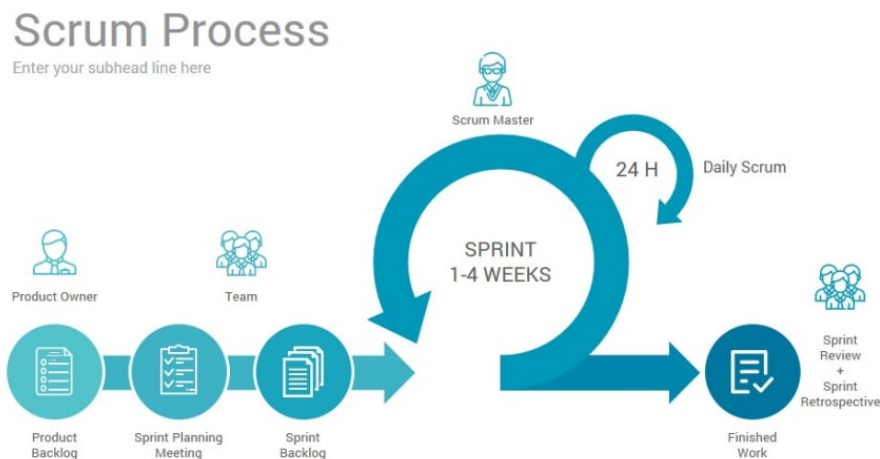 Scrum Process
Enter your subhead line here
Scrum Master
24 H
Daily Scrum
SPRINT
1-4 WEEKS
Product Owner
Team
Sprint
Review
+
Sprint
Retrospective
Product
Backlog
Sprint Planning
Meeting
Sprint
Backlog
Finished
Work